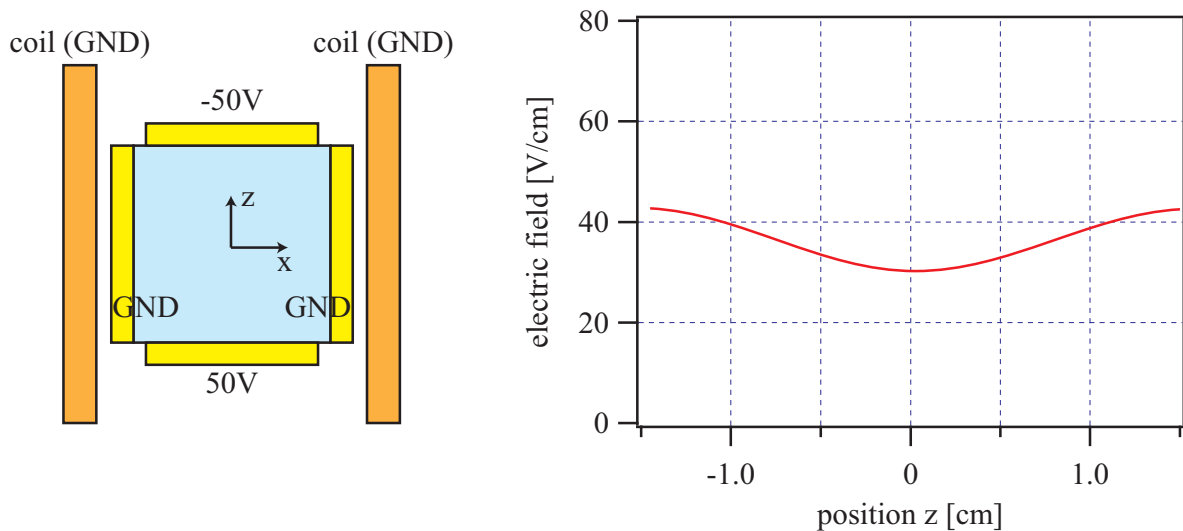 coil (GND)
coil (GND)
-50V
z
x
GND
GND
50V
electric field [V/cm]
80
60
40
20
0
-1.0
0
1.0
position z [cm]